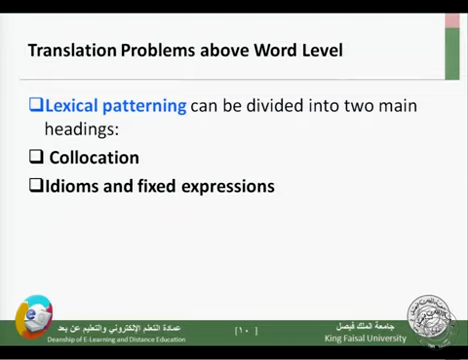 Translation Problems above Word Level
❑Lexical patterning can be divided into two main
headings:
❑ Collocation
❑Idioms and fixed expressions
عمادة التعلم الإلكتروني والتعليم عن بعد
Deanship of E-Learning and Distance Education
[١٠]
جامعة الملك فيصل
King Faisal University